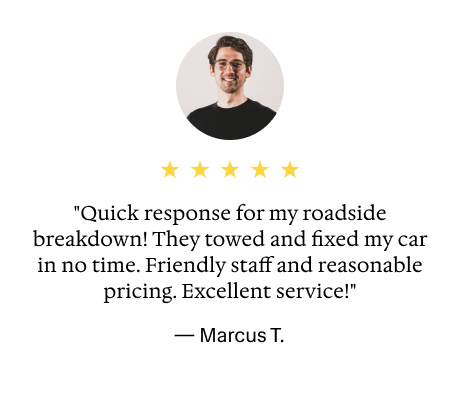 "Quick response for my roadside
breakdown! They towed and fixed my car
in no time. Friendly staff and reasonable
pricing. Excellent service!"
— Marcus T.